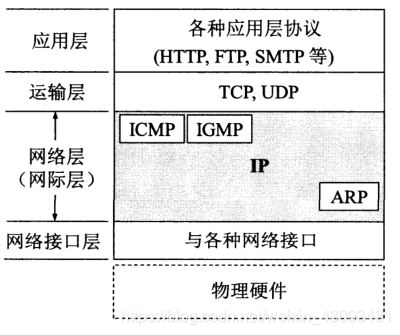 应用层
各种应用层协议
(HTTP, FTP, SMTP 等)
运输层
TCP, UDP
网络层
(网际层)
ICMP
IGMP
IP
ARP
网络接口层
与各种网络接口
物理硬件